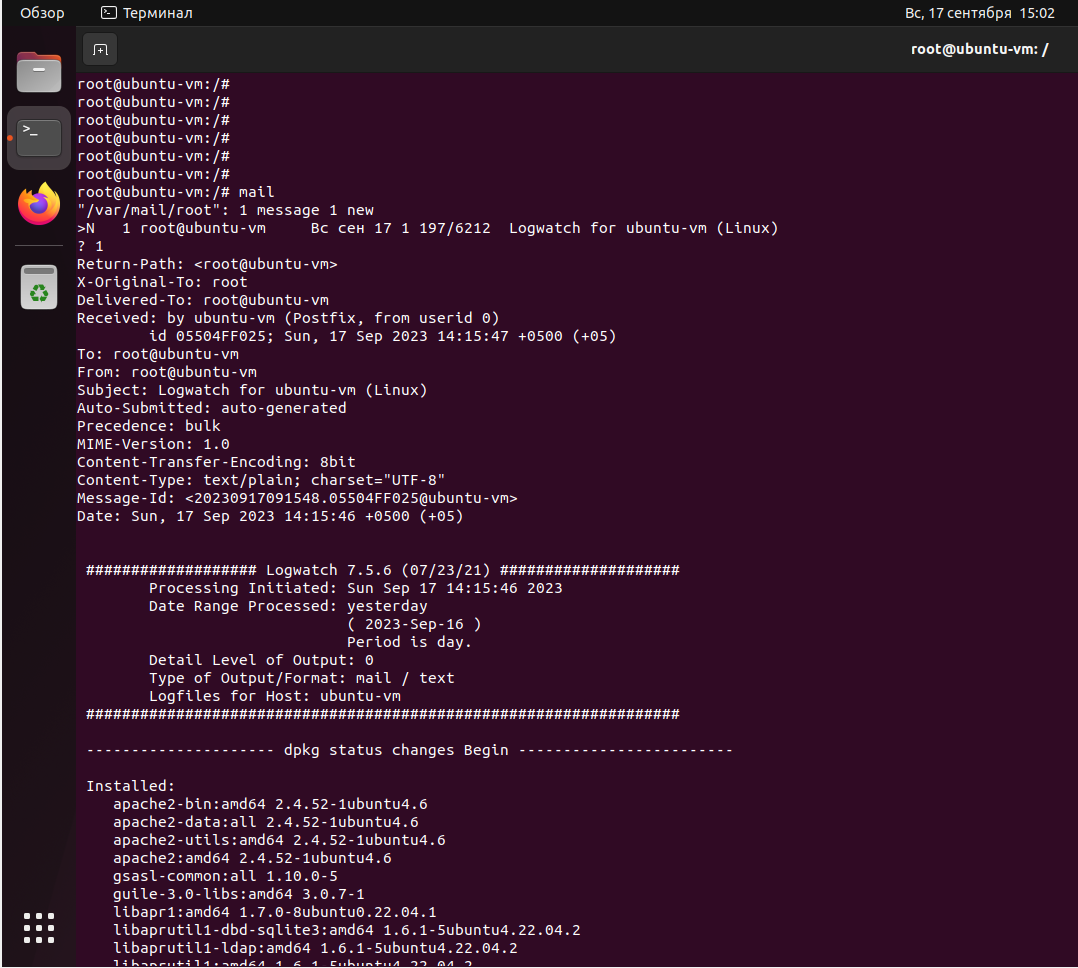 Обзор Терминал Вс, 17 сентября 15:02
root@ubuntu-vm: /
root@ubuntu-vm:/#
root@ubuntu-vm:/#
root@ubuntu-vm:/#
root@ubuntu-vm:/#
root@ubuntu-vm:/#
root@ubuntu-vm:/#
root@ubuntu-vm:/# mail
"/var/mail/root": 1 message 1 new
>N   1 root@ubuntu-vm     Вс сен 17 1 197/6212  Logwatch for ubuntu-vm (Linux)
? 1
Return-Path: <root@ubuntu-vm>
X-Original-To: root
Delivered-To: root@ubuntu-vm
Received: by ubuntu-vm (Postfix, from userid 0)
        id 05504FF025; Sun, 17 Sep 2023 14:15:47 +0500 (+05)
To: root@ubuntu-vm
From: root@ubuntu-vm
Subject: Logwatch for ubuntu-vm (Linux)
Auto-Submitted: auto-generated
Precedence: bulk
MIME-Version: 1.0
Content-Transfer-Encoding: 8bit
Content-Type: text/plain; charset="UTF-8"
Message-Id: <20230917091548.05504FF025@ubuntu-vm>
Date: Sun, 17 Sep 2023 14:15:46 +0500 (+05)
 ################### Logwatch 7.5.6 (07/23/21) ####################
        Processing Initiated: Sun Sep 17 14:15:46 2023
        Date Range Processed: yesterday
                              ( 2023-Sep-16 )
                              Period is day.
        Detail Level of Output: 0
        Type of Output/Format: mail / text
        Logfiles for Host: ubuntu-vm
 ##################################################################
 --------------------- dpkg status changes Begin ------------------------
 Installed:
    apache2-bin:amd64 2.4.52-1ubuntu4.6
    apache2-data:all 2.4.52-1ubuntu4.6
    apache2-utils:amd64 2.4.52-1ubuntu4.6
    apache2:amd64 2.4.52-1ubuntu4.6
    gsasl-common:all 1.10.0-5
    guile-3.0-libs:amd64 3.0.7-1
    libapr1:amd64 1.7.0-8ubuntu0.22.04.1
    libaprutil1-dbd-sqlite3:amd64 1.6.1-5ubuntu4.22.04.2
    libaprutil1-ldap:amd64 1.6.1-5ubuntu4.22.04.2
    libaprutil1:amd64 1.6.1-5ubuntu4.22.04.2